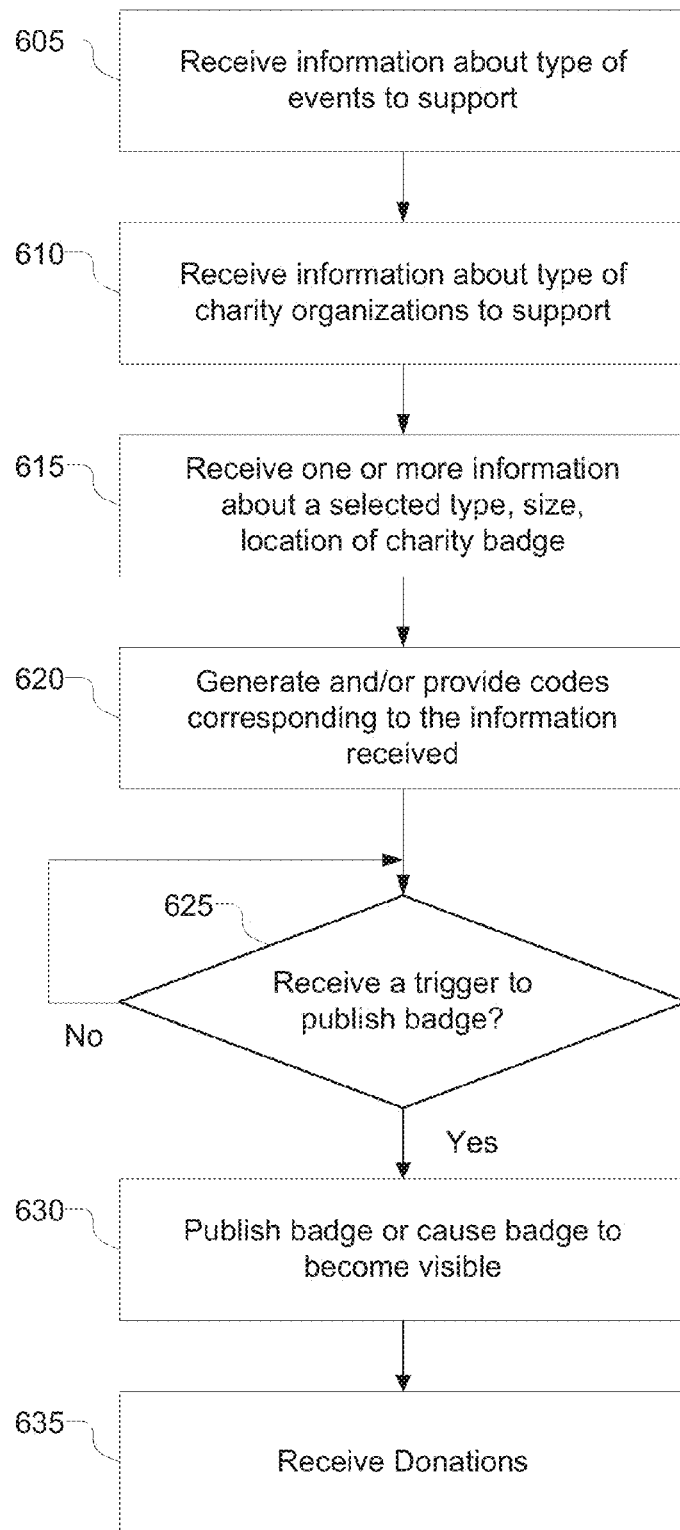 605
Receive information about type of
events to support
610
Receive information about type of
charity organizations to support
615
Receive one or more information
about a selected type, size,
location of charity badge
620
Generate and/or provide codes
corresponding to the information
received
625
Receive a trigger to
publish badge?
No
Yes
630
Publish badge or cause badge to
become visible
635
Receive Donations